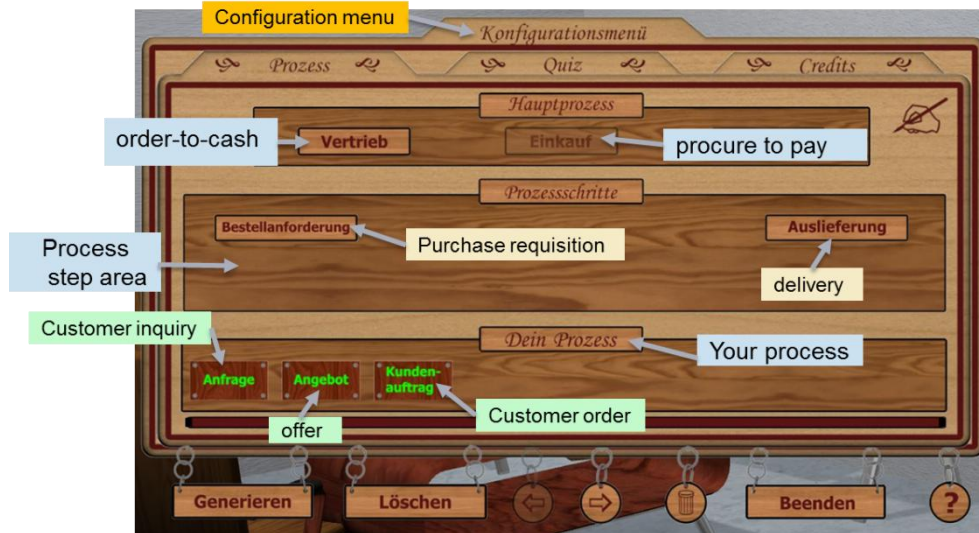 Configuration menu
Konfigurationsmenü
Prozess
Quiz
Credits
Hauptprozess
order-to-cash
Vertrieb
Einkauf
procure to pay
Prozessschritte
Bestellanforderung
Auslieferung
Purchase requisition
Process
step area
delivery
Customer inquiry
Dein Prozess
Your process
Anfrage
Angebot
Kunden-
auftrag
Customer order
offer
Generieren
Löschen
Beenden
?